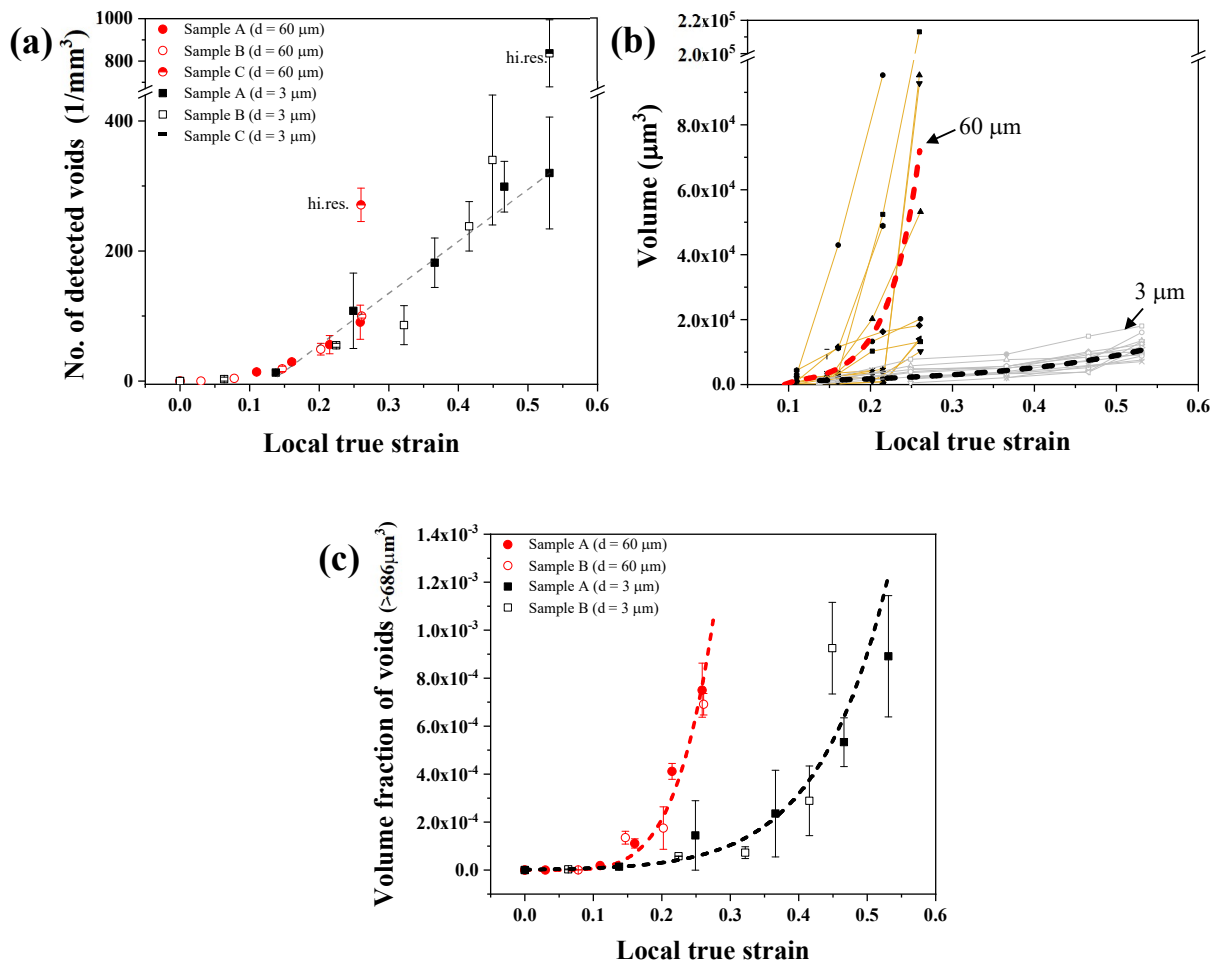 (a)
No. of detected voids (1/mm³)
1000
800
400
200
0
Sample A (d = 60 μm)
Sample B (d = 60 μm)
Sample C (d = 60 μm)
Sample A (d = 3 μm)
Sample B (d = 3 μm)
Sample C (d = 3 μm)
hi.res.
hi.res.
0.0 0.1 0.2 0.3 0.4 0.5 0.6
Local true strain
(b)
Volume (μm³)
2.2x10⁵
2.1x10⁵
2.0x10⁵
8.0x10⁴
6.0x10⁴
4.0x10⁴
2.0x10⁴
0.0
60 μm
3 μm
0.1 0.2 0.3 0.4 0.5 0.6
Local true strain
(c)
Volume fraction of voids (>686μm³)
1.4x10⁻³
1.2x10⁻³
1.0x10⁻³
8.0x10⁻⁴
6.0x10⁻⁴
4.0x10⁻⁴
2.0x10⁻⁴
0.0
Sample A (d = 60 μm)
Sample B (d = 60 μm)
Sample A (d = 3 μm)
Sample B (d = 3 μm)
0.0 0.1 0.2 0.3 0.4 0.5 0.6
Local true strain